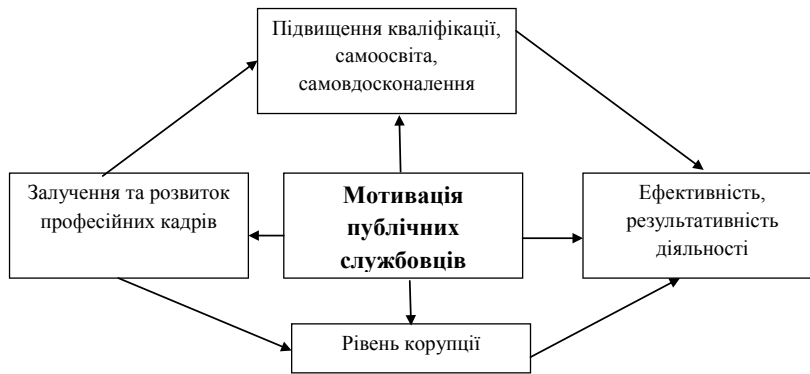 Підвищення кваліфікації,
самоосвіта,
самовдосконалення
Залучення та розвиток
професійних кадрів
Мотивація
публічних
службовців
Ефективність,
результативність
діяльності
Рівень корупції